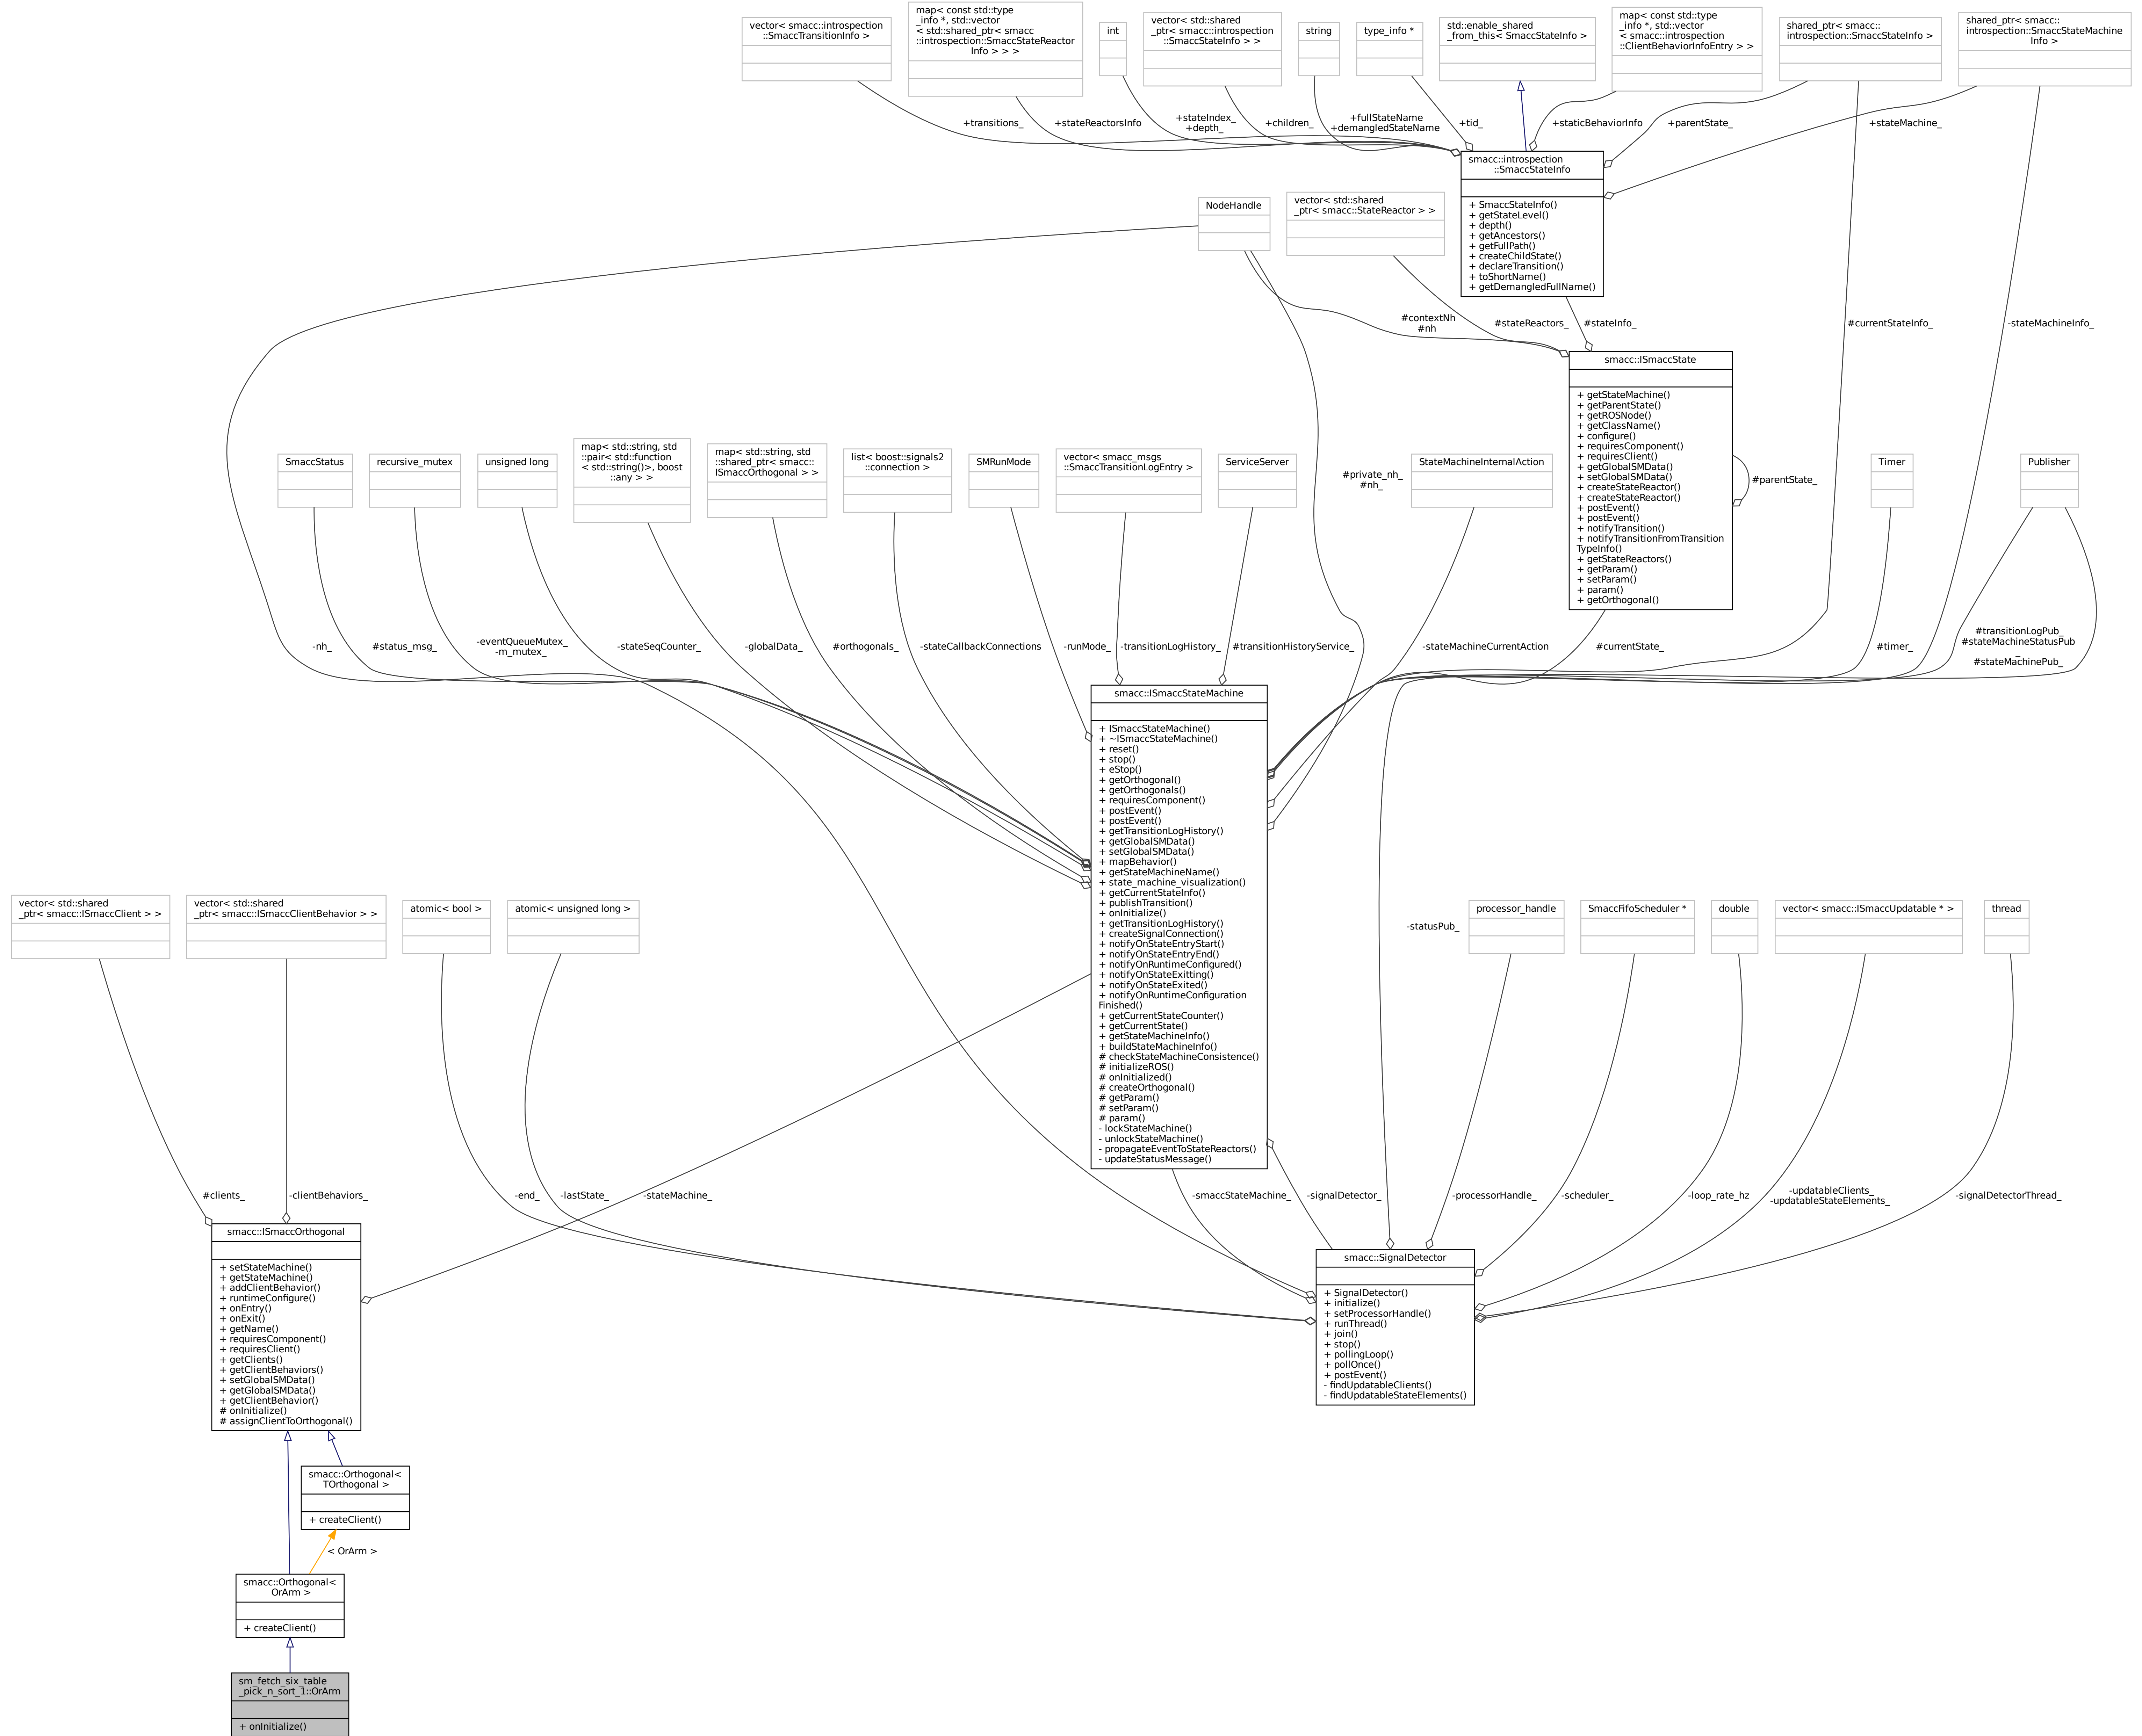 vector< smacc::introspection
::SmaccTransitionInfo >
map< const std::type
_info *, std::vector
< std::shared_ptr< smacc
::introspection::SmaccStateReactor
Info > > >
int
vector< std::shared
_ptr< smacc::introspection
::SmaccStateInfo > >
string
type_info *
std::enable_shared
_from_this< SmaccStateInfo >
map< const std::type
_info *, std::vector
< smacc::introspection
::ClientBehaviorInfoEntry > >
shared_ptr< smacc::
introspection::SmaccStateInfo >
shared_ptr< smacc::
introspection::SmaccStateMachine
Info >
+transitions_
+stateReactorsInfo
+stateIndex_
+depth_
+children_
+fullStateName
+demangledStateName
+tid_
+staticBehaviorInfo
+parentState_
+stateMachine_
smacc::introspection
::SmaccStateInfo
+ SmaccStateInfo()
+ getStateLevel()
+ depth()
+ getAncestors()
+ getFullPath()
+ createChildState()
+ declareTransition()
+ toShortName()
+ getDemangledFullName()
NodeHandle
vector< std::shared
_ptr< smacc::StateReactor > >
#contextNh
#nh
#stateReactors_
#stateInfo_
#currentStateInfo_
-stateMachineInfo_
smacc::ISmaccState
+ getStateMachine()
+ getParentState()
+ getROSNode()
+ getClassName()
+ configure()
+ requiresComponent()
+ requiresClient()
+ getGlobalSMData()
+ setGlobalSMData()
+ createStateReactor()
+ createStateReactor()
+ postEvent()
+ postEvent()
+ notifyTransition()
+ notifyTransitionFromTransition
TypeInfo()
+ getStateReactors()
+ getParam()
+ setParam()
+ param()
+ getOrthogonal()
#parentState_
SmaccStatus
recursive_mutex
unsigned long
map< std::string, std
::pair< std::function
< std::string()>, boost
::any > >
map< std::string, std
::shared_ptr< smacc::
ISmaccOrthogonal > >
list< boost::signals2
::connection >
SMRunMode
vector< smacc_msgs
::SmaccTransitionLogEntry >
ServiceServer
#private_nh_
#nh_
StateMachineInternalAction
Timer
Publisher
-nh_
#status_msg_
-eventQueueMutex_
-m_mutex_
-stateSeqCounter_
-globalData_
#orthogonals_
-stateCallbackConnections
-runMode_
-transitionLogHistory_
#transitionHistoryService_
-stateMachineCurrentAction
#currentState_
#timer_
#transitionLogPub_
#stateMachineStatusPub
_
#stateMachinePub_
smacc::ISmaccStateMachine
+ ISmaccStateMachine()
+ ~ISmaccStateMachine()
+ reset()
+ stop()
+ eStop()
+ getOrthogonal()
+ getOrthogonals()
+ requiresComponent()
+ postEvent()
+ postEvent()
+ getTransitionLogHistory()
+ getGlobalSMData()
+ setGlobalSMData()
+ mapBehavior()
+ getStateMachineName()
+ state_machine_visualization()
+ getCurrentStateInfo()
+ publishTransition()
+ onInitialize()
+ getTransitionLogHistory()
+ createSignalConnection()
+ notifyOnStateEntryStart()
+ notifyOnStateEntryEnd()
+ notifyOnRuntimeConfigured()
+ notifyOnStateExitting()
+ notifyOnStateExited()
+ notifyOnRuntimeConfiguration
Finished()
+ getCurrentStateCounter()
+ getCurrentState()
+ getStateMachineInfo()
+ buildStateMachineInfo()
# checkStateMachineConsistence()
# initializeROS()
# onInitialized()
# createOrthogonal()
# getParam()
# setParam()
# param()
- lockStateMachine()
- unlockStateMachine()
- propagateEventToStateReactors()
- updateStatusMessage()
vector< std::shared
_ptr< smacc::ISmaccClient > >
vector< std::shared
_ptr< smacc::ISmaccClientBehavior > >
atomic< bool >
atomic< unsigned long >
-statusPub_
processor_handle
SmaccFifoScheduler *
double
vector< smacc::ISmaccUpdatable * >
thread
#clients_
-clientBehaviors_
-end_
-lastState_
-stateMachine_
-smaccStateMachine_
-signalDetector_
-processorHandle_
-scheduler_
-loop_rate_hz
-updatableClients_
-updatableStateElements_
-signalDetectorThread_
smacc::ISmaccOrthogonal
+ setStateMachine()
+ getStateMachine()
+ addClientBehavior()
+ runtimeConfigure()
+ onEntry()
+ onExit()
+ getName()
+ requiresComponent()
+ requiresClient()
+ getClients()
+ getClientBehaviors()
+ setGlobalSMData()
+ getGlobalSMData()
+ getClientBehavior()
# onInitialize()
# assignClientToOrthogonal()
smacc::SignalDetector
+ SignalDetector()
+ initialize()
+ setProcessorHandle()
+ runThread()
+ join()
+ stop()
+ pollingLoop()
+ pollOnce()
+ postEvent()
- findUpdatableClients()
- findUpdatableStateElements()
smacc::Orthogonal<
TOrthogonal >
+ createClient()
< OrArm >
smacc::Orthogonal<
OrArm >
+ createClient()
sm_fetch_six_table
_pick_n_sort_1::OrArm
+ onInitialize()